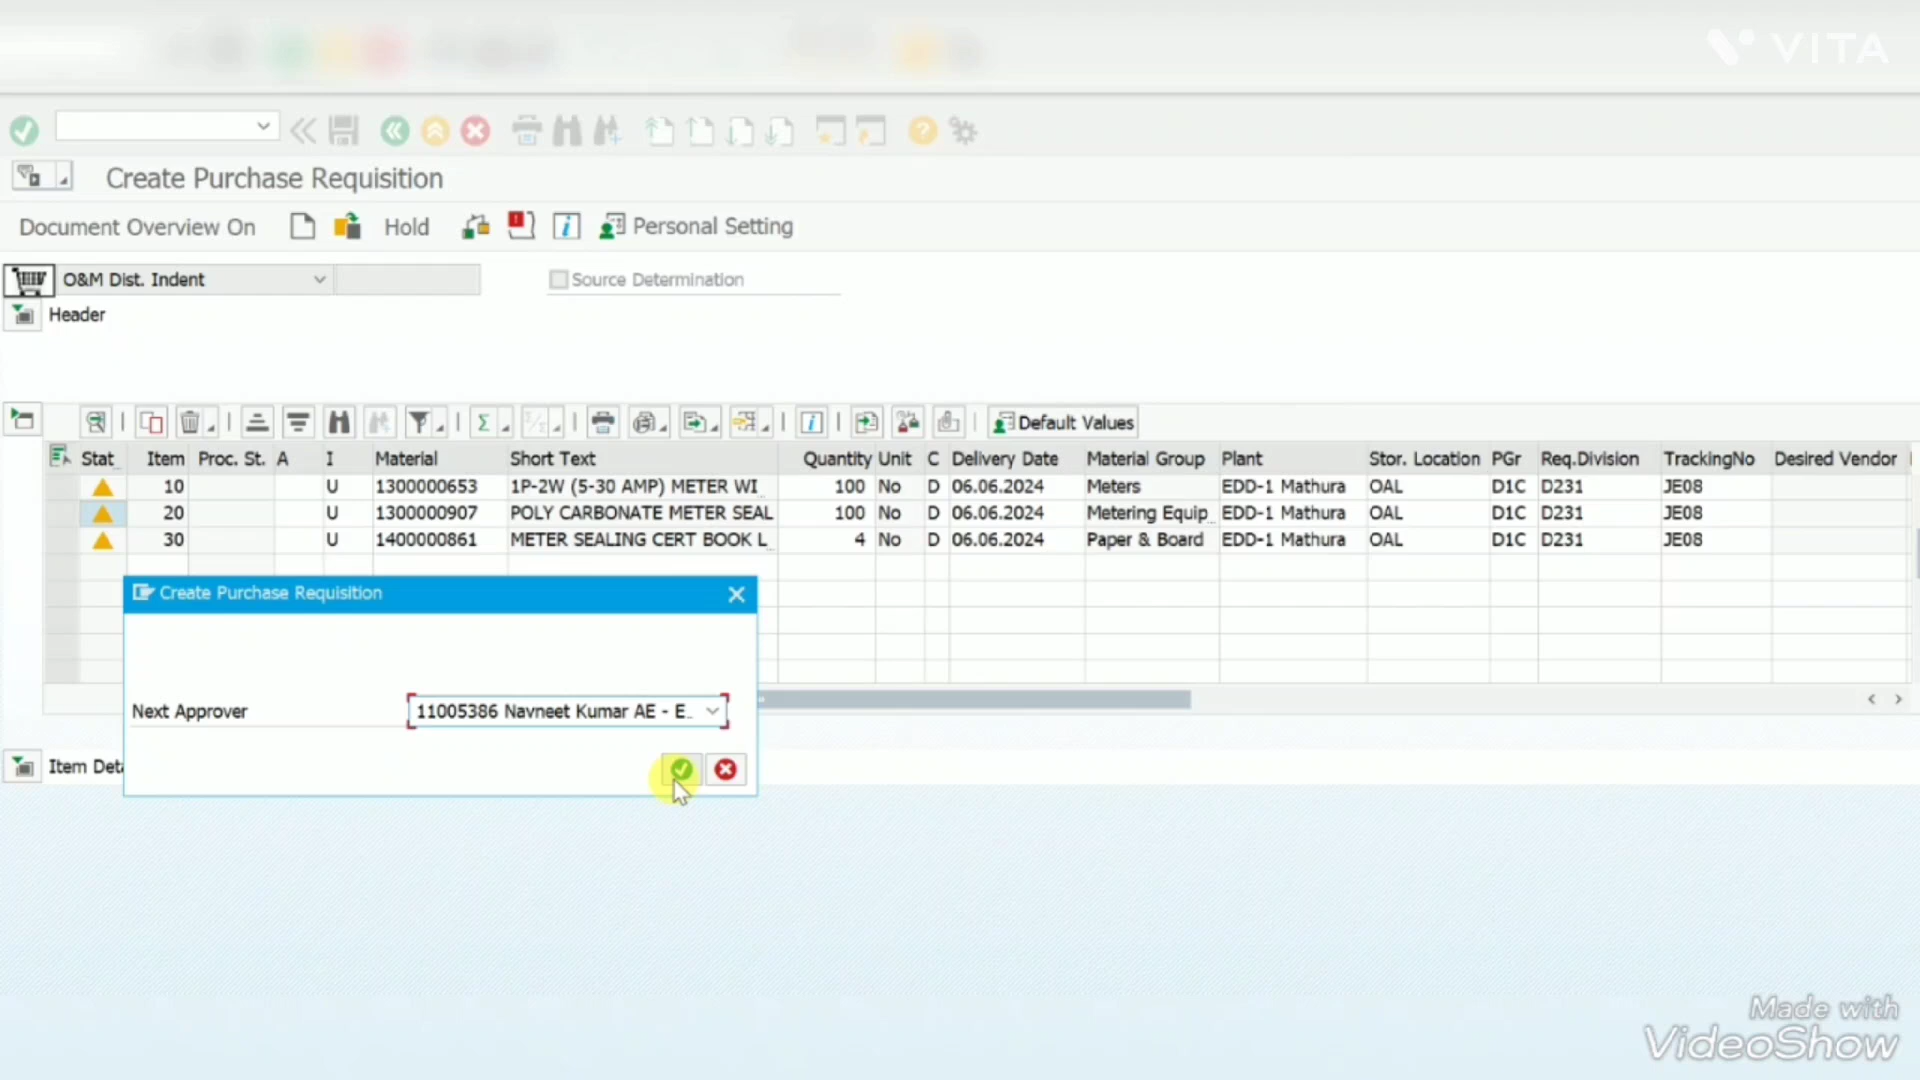 VITA
Create Purchase Requisition
Document Overview On Hold Personal Setting
O&M Dist. Indent Source Determination
Header
Default Values
Stat Item Proc. St. A I Material Short Text Quantity Unit C Delivery Date Material Group Plant Stor. Location PGr Req.Division TrackingNo Desired Vendor
10 U 1300000653 1P-2W (5-30 AMP) METER WI 100 No D 06.06.2024 Meters EDD-1 Mathura OAL D1C D231 JE08
20 U 1300000907 POLY CARBONATE METER SEAL 100 No D 06.06.2024 Metering Equip EDD-1 Mathura OAL D1C D231 JE08
30 U 1400000861 METER SEALING CERT BOOK L 4 No D 06.06.2024 Paper & Board EDD-1 Mathura OAL D1C D231 JE08
Create Purchase Requisition
Next Approver 11005386 Navneet Kumar AE - E
Item Deta
Made with
VideoShow